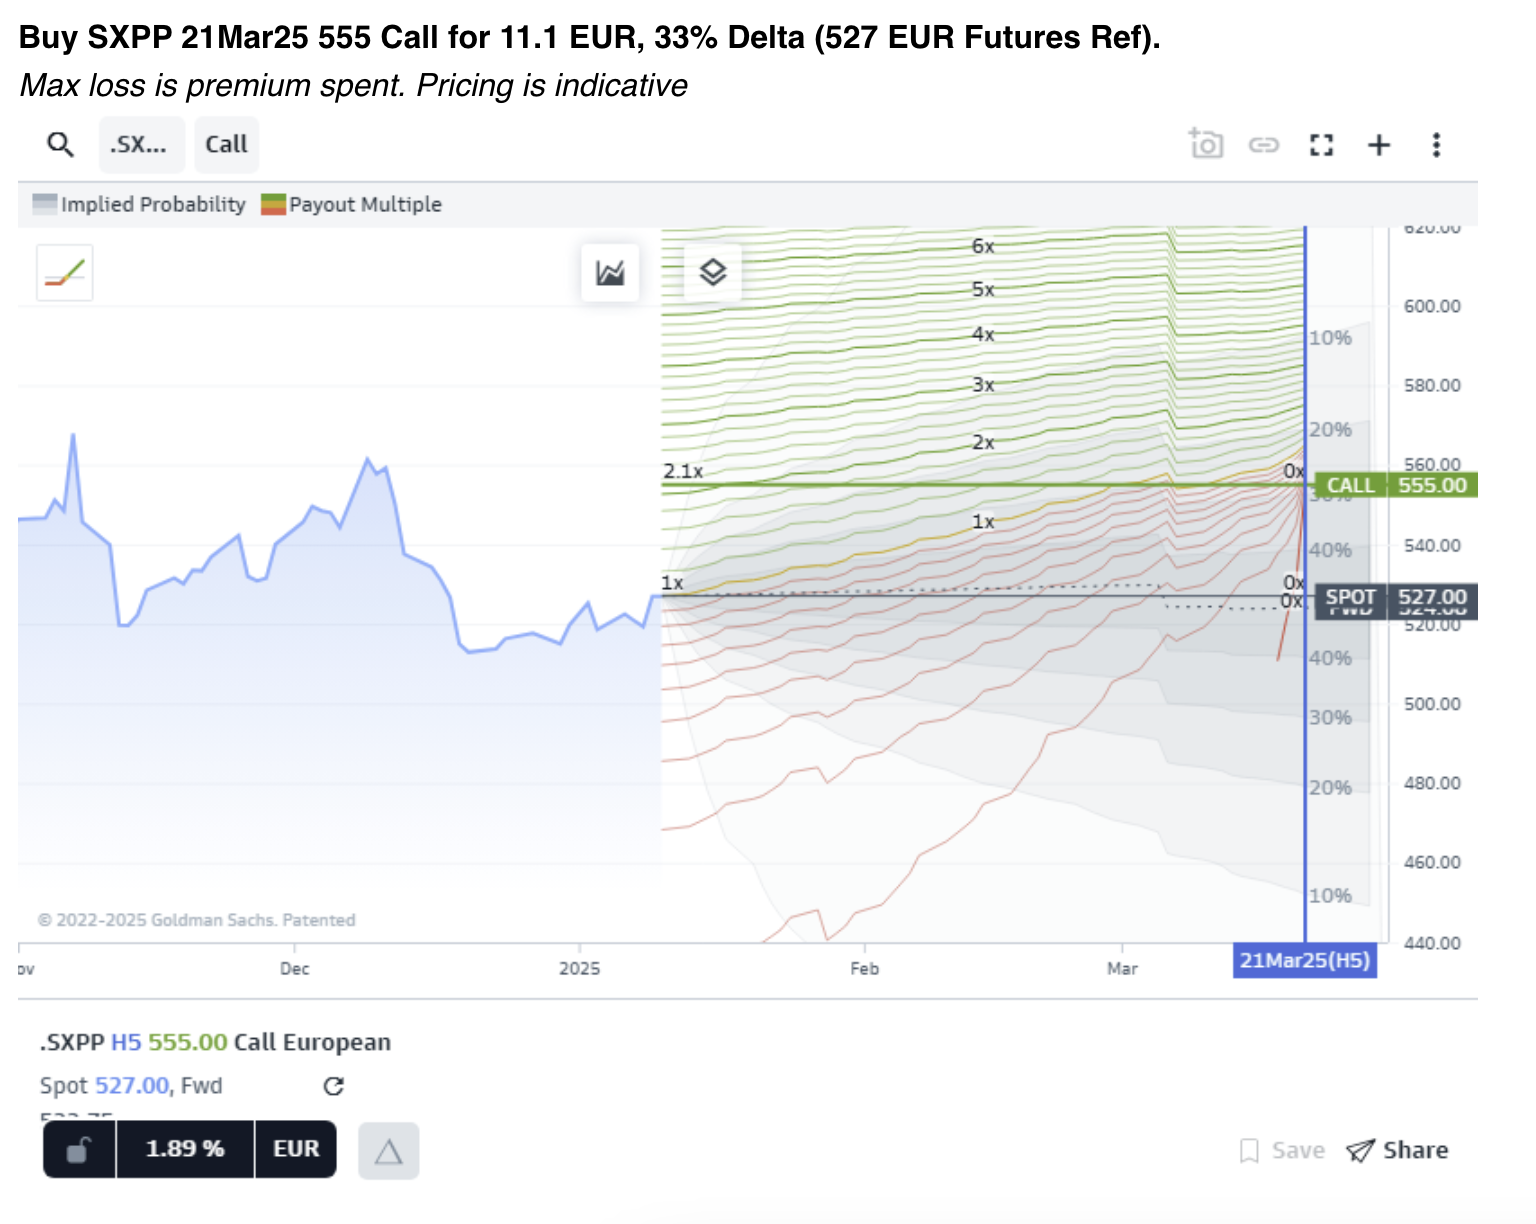 Buy SXPP 21Mar25 555 Call for 11.1 EUR, 33% Delta (527 EUR Futures Ref).
Max loss is premium spent. Pricing is indicative
.SX... Call
Implied Probability Payout Multiple
620.00
6x
5x
600.00
4x
10%
3x
580.00
20%
2x
2.1x
0x
560.00
CALL 555.00
30%
1x
540.00
40%
1x
0x
SPOT 527.00
0x
FWD 524.00
520.00
40%
500.00
30%
480.00
20%
460.00
10%
© 2022-2025 Goldman Sachs. Patented
440.00
21Mar25(H5)
ov Dec 2025 Feb Mar
.SXPP H5 555.00 Call European
Spot 527.00, Fwd
1.89 % EUR
Save Share